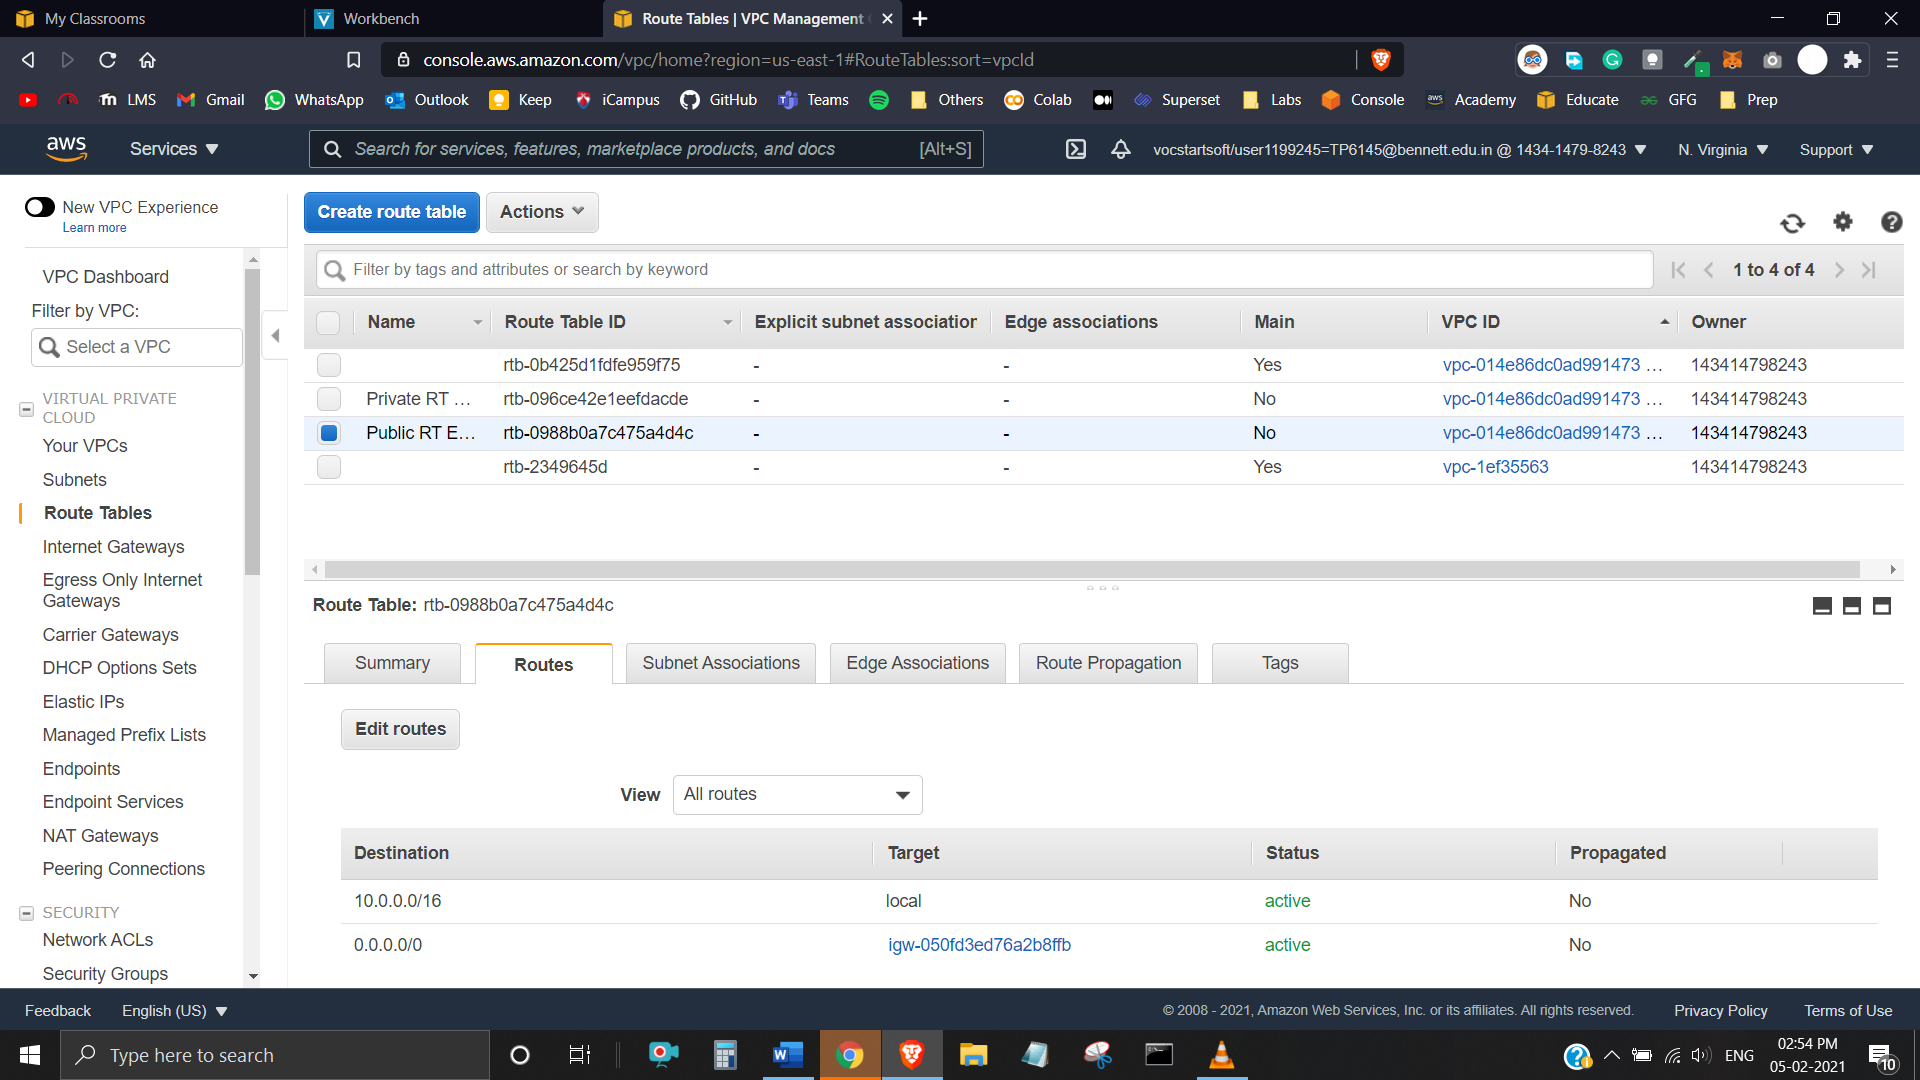 My Classrooms
Workbench
Route Tables | VPC Management
console.aws.amazon.com/vpc/home?region=us-east-1#RouteTables:sort=vpcId
LMS Gmail WhatsApp Outlook Keep iCampus GitHub Teams Others Colab Superset Labs Console Academy Educate GFG Prep
aws Services Search for services, features, marketplace products, and docs [Alt+S] vocstartsoft/user1199245=TP6145@bennett.edu.in @ 1434-1479-8243 N. Virginia Support
New VPC Experience
Learn more
VPC Dashboard
Filter by VPC:
Select a VPC
VIRTUAL PRIVATE
CLOUD
Your VPCs
Subnets
Route Tables
Internet Gateways
Egress Only Internet
Gateways
Carrier Gateways
DHCP Options Sets
Elastic IPs
Managed Prefix Lists
Endpoints
Endpoint Services
NAT Gateways
Peering Connections
SECURITY
Network ACLs
Security Groups
Create route table Actions
Filter by tags and attributes or search by keyword 1 to 4 of 4
Name Route Table ID Explicit subnet association Edge associations Main VPC ID Owner
rtb-0b425d1fdfe959f75 - - Yes vpc-014e86dc0ad991473 ... 143414798243
Private RT ... rtb-096ce42e1eefdacde - - No vpc-014e86dc0ad991473 ... 143414798243
Public RT E... rtb-0988b0a7c475a4d4c - - No vpc-014e86dc0ad991473 ... 143414798243
rtb-2349645d - - Yes vpc-1ef35563 143414798243
Route Table: rtb-0988b0a7c475a4d4c
Summary Routes Subnet Associations Edge Associations Route Propagation Tags
Edit routes
View All routes
Destination Target Status Propagated
10.0.0.0/16 local active No
0.0.0.0/0 igw-050fd3ed76a2b8ffb active No
Feedback English (US) © 2008 - 2021, Amazon Web Services, Inc. or its affiliates. All rights reserved. Privacy Policy Terms of Use
Type here to search
ENG
02:54 PM
05-02-2021
10